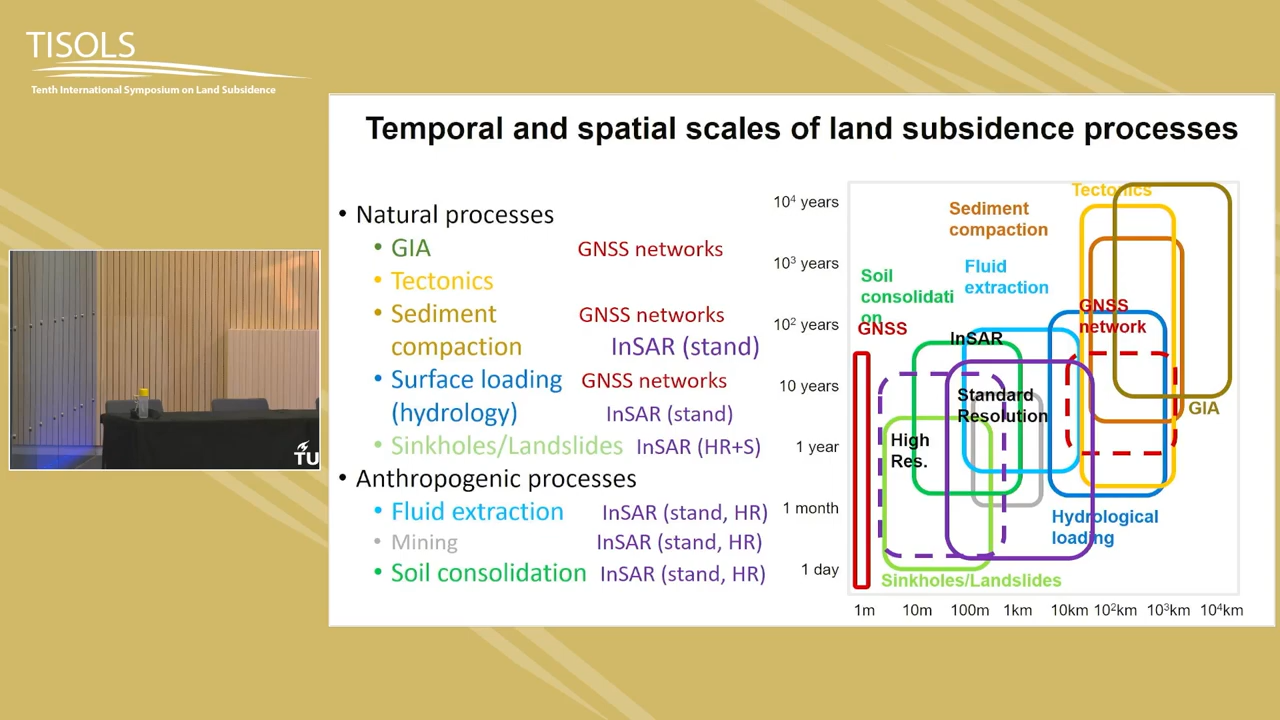 TISOLS
Tenth International Symposium on Land Subsidence
Temporal and spatial scales of land subsidence processes
• Natural processes
• GIA GNSS networks
• Tectonics
• Sediment GNSS networks
compaction InSAR (stand)
• Surface loading GNSS networks
(hydrology) InSAR (stand)
• Sinkholes/Landslides InSAR (HR+S)
• Anthropogenic processes
• Fluid extraction InSAR (stand, HR)
• Mining InSAR (stand, HR)
• Soil consolidation InSAR (stand, HR)
10⁴ years
10³ years
10² years
10 years
1 year
1 month
1 day
Tectonics
Sediment
compaction
Fluid
extraction
Soil
consolidati
on
GNSS
GNSS
network
InSAR
Standard
Resolution
GIA
High
Res.
Hydrological
loading
Sinkholes/Landslides
1m 10m 100m 1km 10km 10²km 10³km 10⁴km
TU